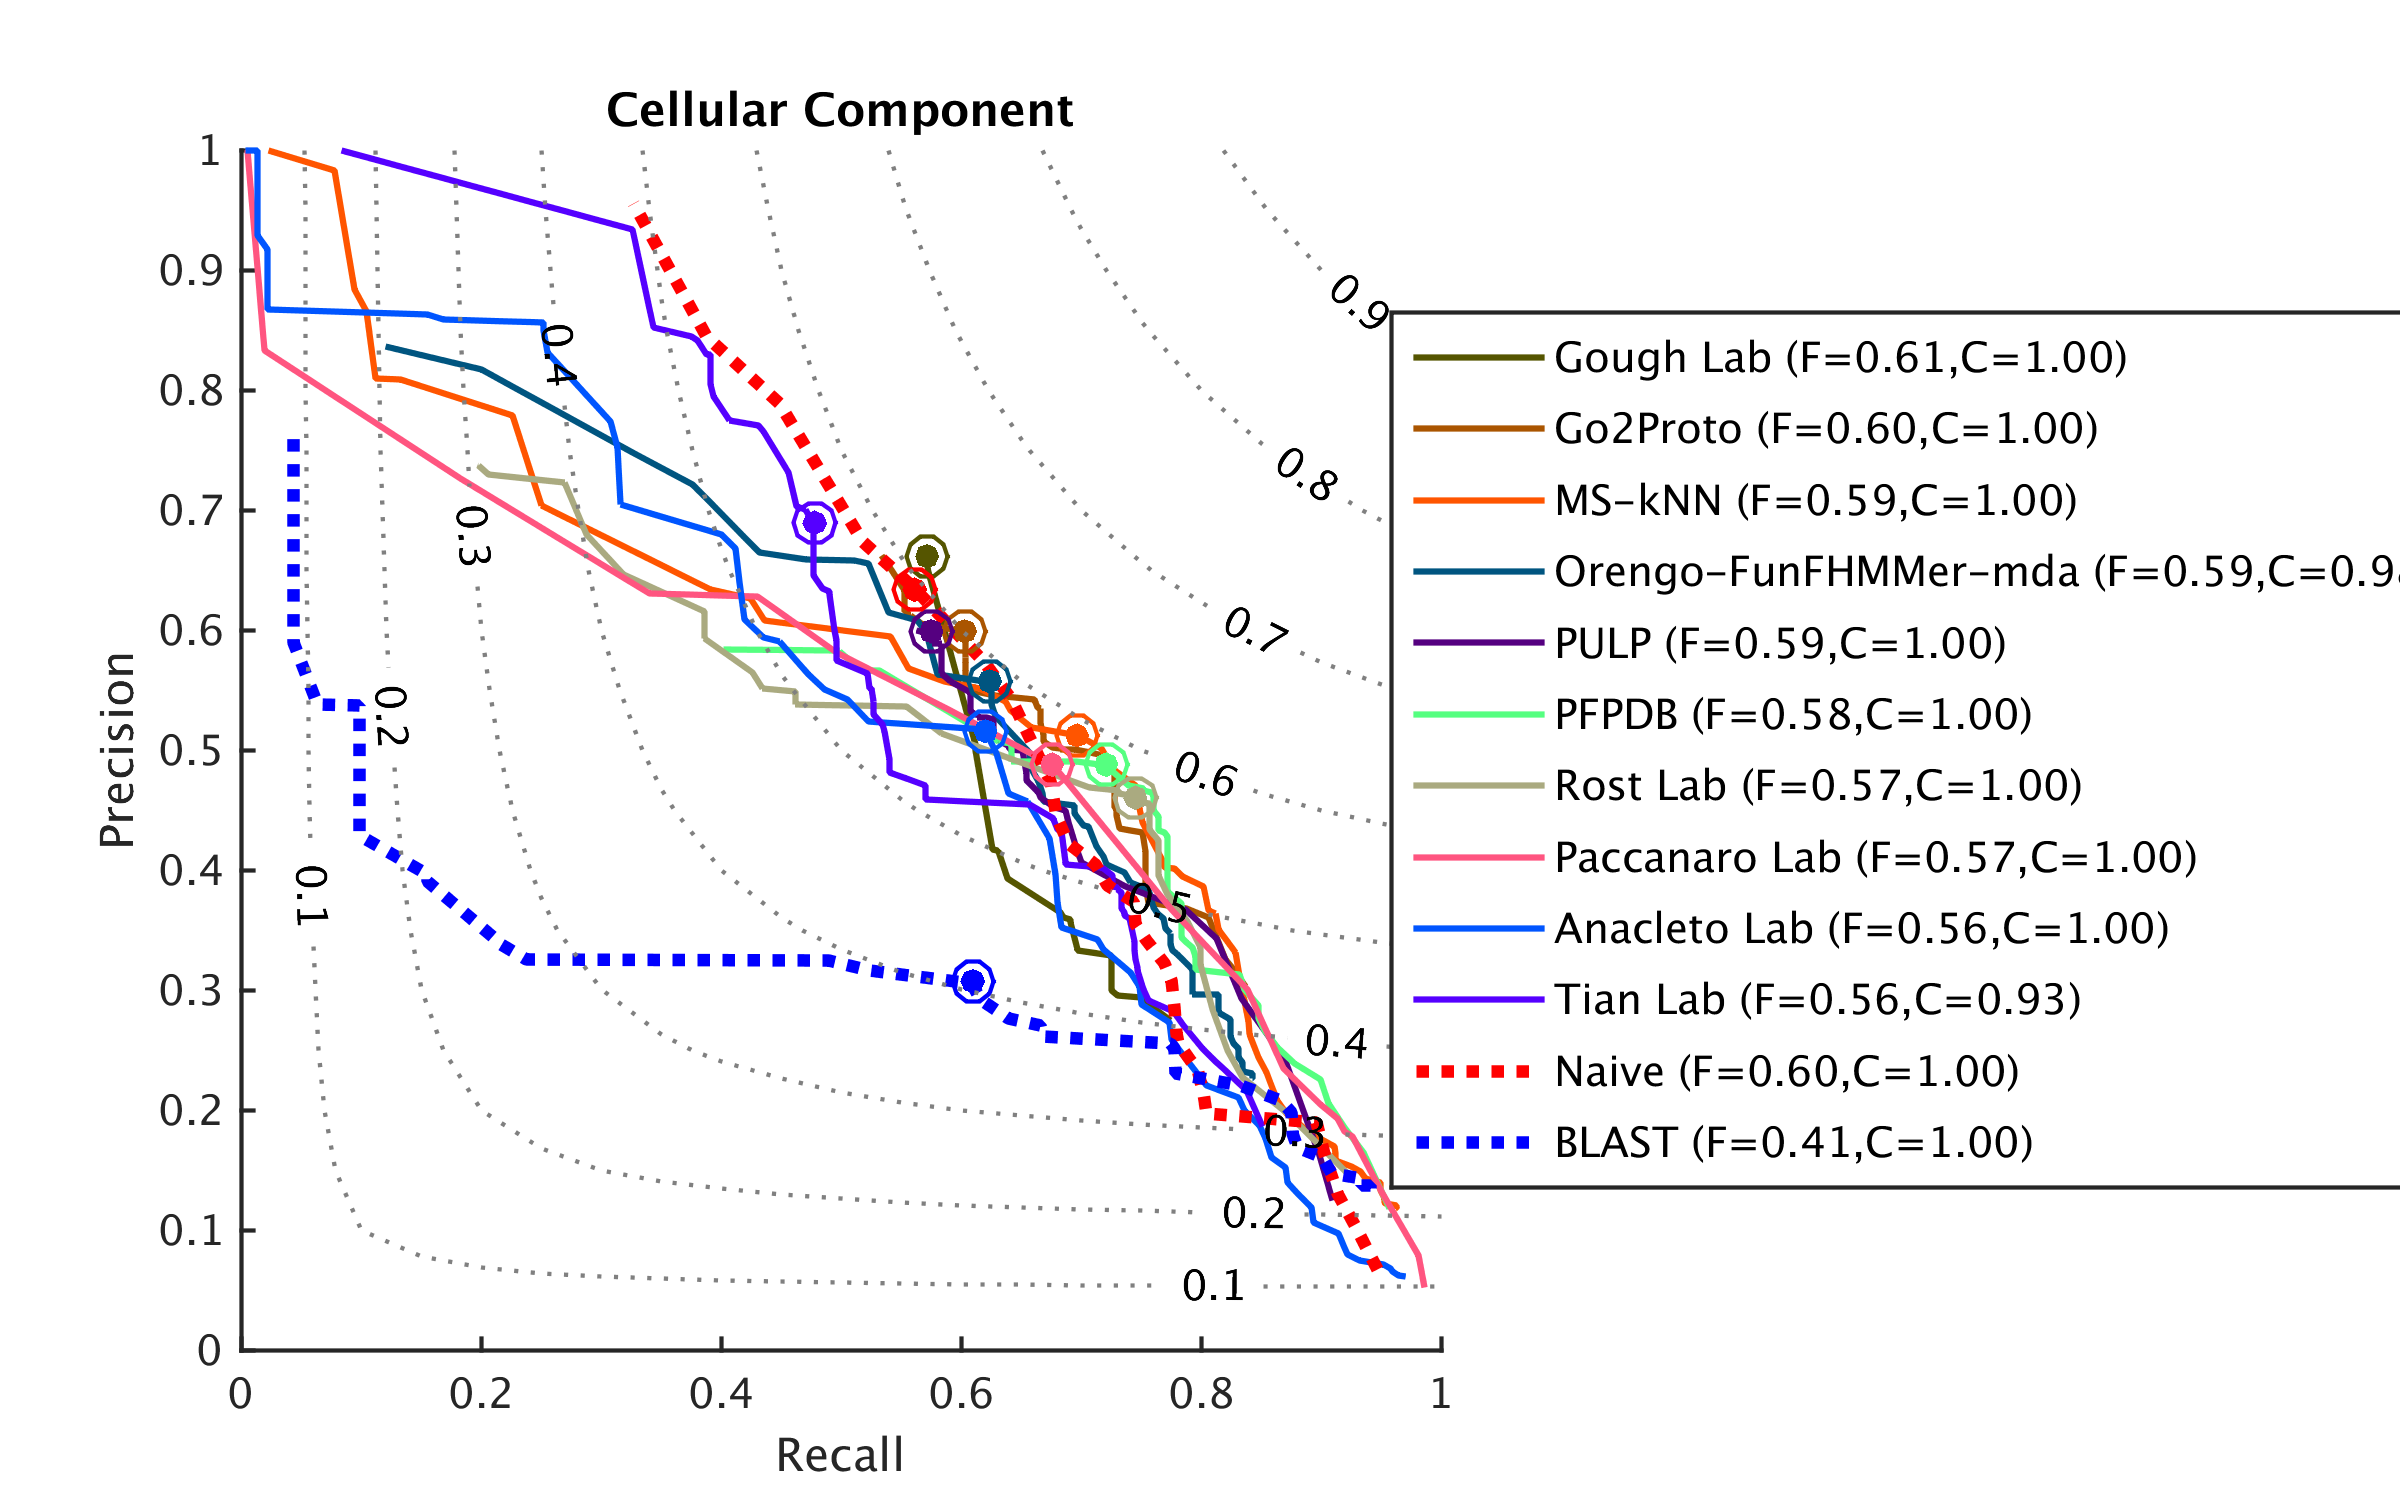 Cellular Component
Precision
1
0.9
0.8
0.7
0.6
0.5
0.4
0.3
0.2
0.1
0
0
0.2
0.4
0.6
0.8
1
Recall
0.1
0.2
0.3
0.4
0.9
0.8
0.7
0.6
0.5
0.4
0.3
0.2
0.1
Gough Lab (F=0.61,C=1.00)
Go2Proto (F=0.60,C=1.00)
MS-kNN (F=0.59,C=1.00)
Orengo-FunFHMMer-mda (F=0.59,C=0.9
PULP (F=0.59,C=1.00)
PFPDB (F=0.58,C=1.00)
Rost Lab (F=0.57,C=1.00)
Paccanaro Lab (F=0.57,C=1.00)
Anacleto Lab (F=0.56,C=1.00)
Tian Lab (F=0.56,C=0.93)
Naive (F=0.60,C=1.00)
BLAST (F=0.41,C=1.00)